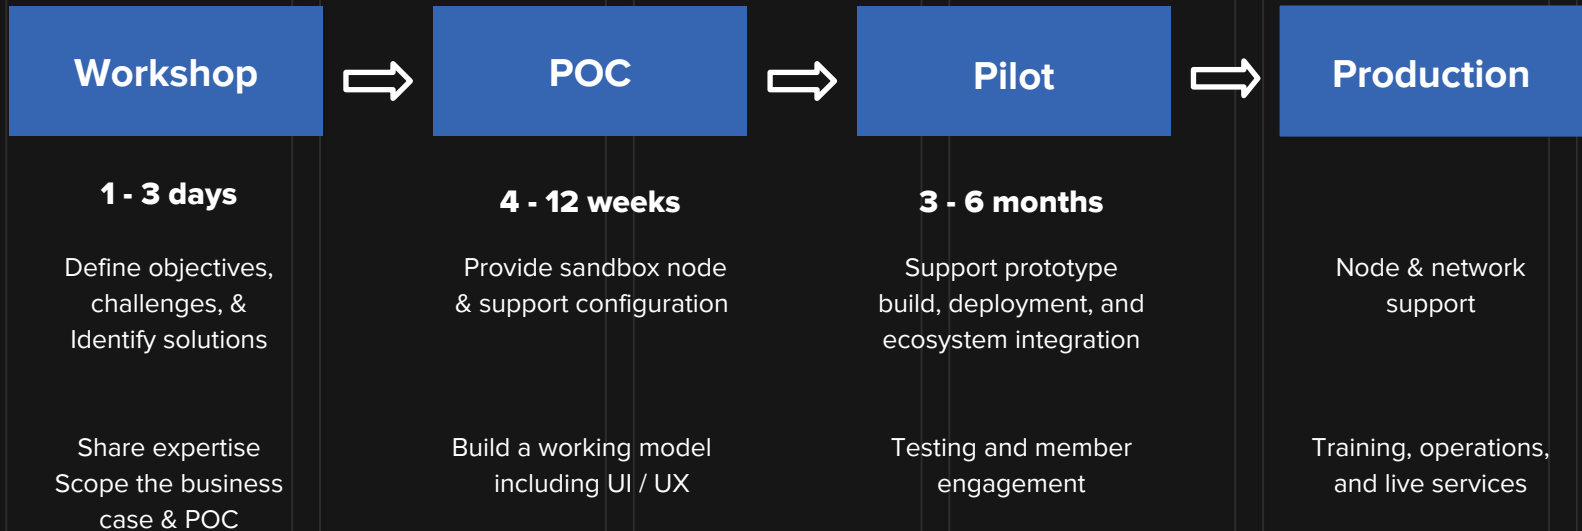 Workshop
POC
Pilot
Production
1 - 3 days
4 - 12 weeks
3 - 6 months
Define objectives,
challenges, &
Identify solutions
Provide sandbox node
& support configuration
Support prototype
build, deployment, and
ecosystem integration
Node & network
support
Share expertise
Scope the business
case & POC
Build a working model
including UI / UX
Testing and member
engagement
Training, operations,
and live services